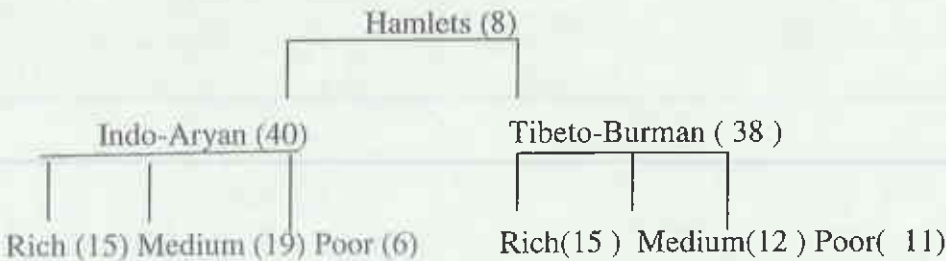 Hamlets (8)
Indo-Aryan (40) Tibeto-Burman ( 38 )
Rich (15) Medium (19) Poor (6) Rich(15 ) Medium(12 ) Poor( 11)